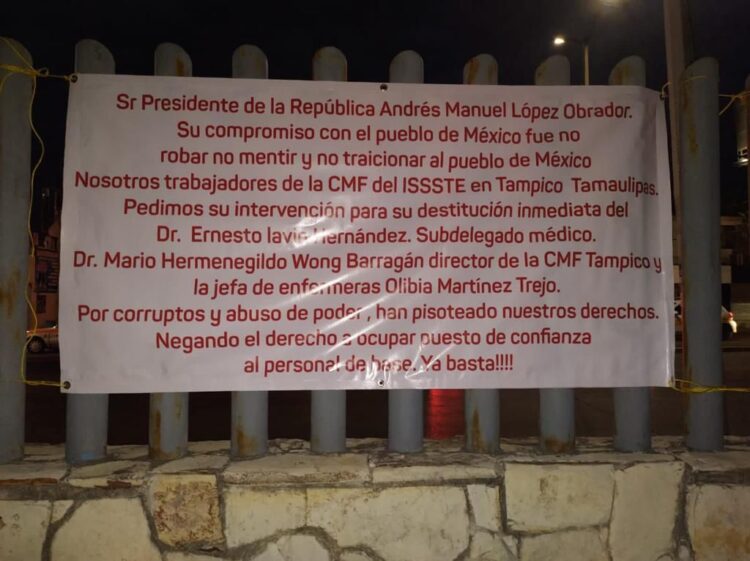 Sr Presidente de la República Andrés Manuel López Obrador.
Su compromiso con el pueblo de México fue no
robar no mentir y no traicionar al pueblo de México
Nosotros trabajadores de la CMF del ISSSTE en Tampico Tamaulipas.
Pedimos su intervención para su destitución inmediata del
Dr. Ernesto lavin Hernández. Subdelegado médico.
Dr. Mario Hermenegildo Wong Barragán director de la CMF Tampico y
la jefa de enfermeras Olibia Martínez Trejo.
Por corruptos y abuso de poder, han pisoteado nuestros derechos.
Negando el derecho a ocupar puesto de confianza
al personal de base. Ya basta!!!!